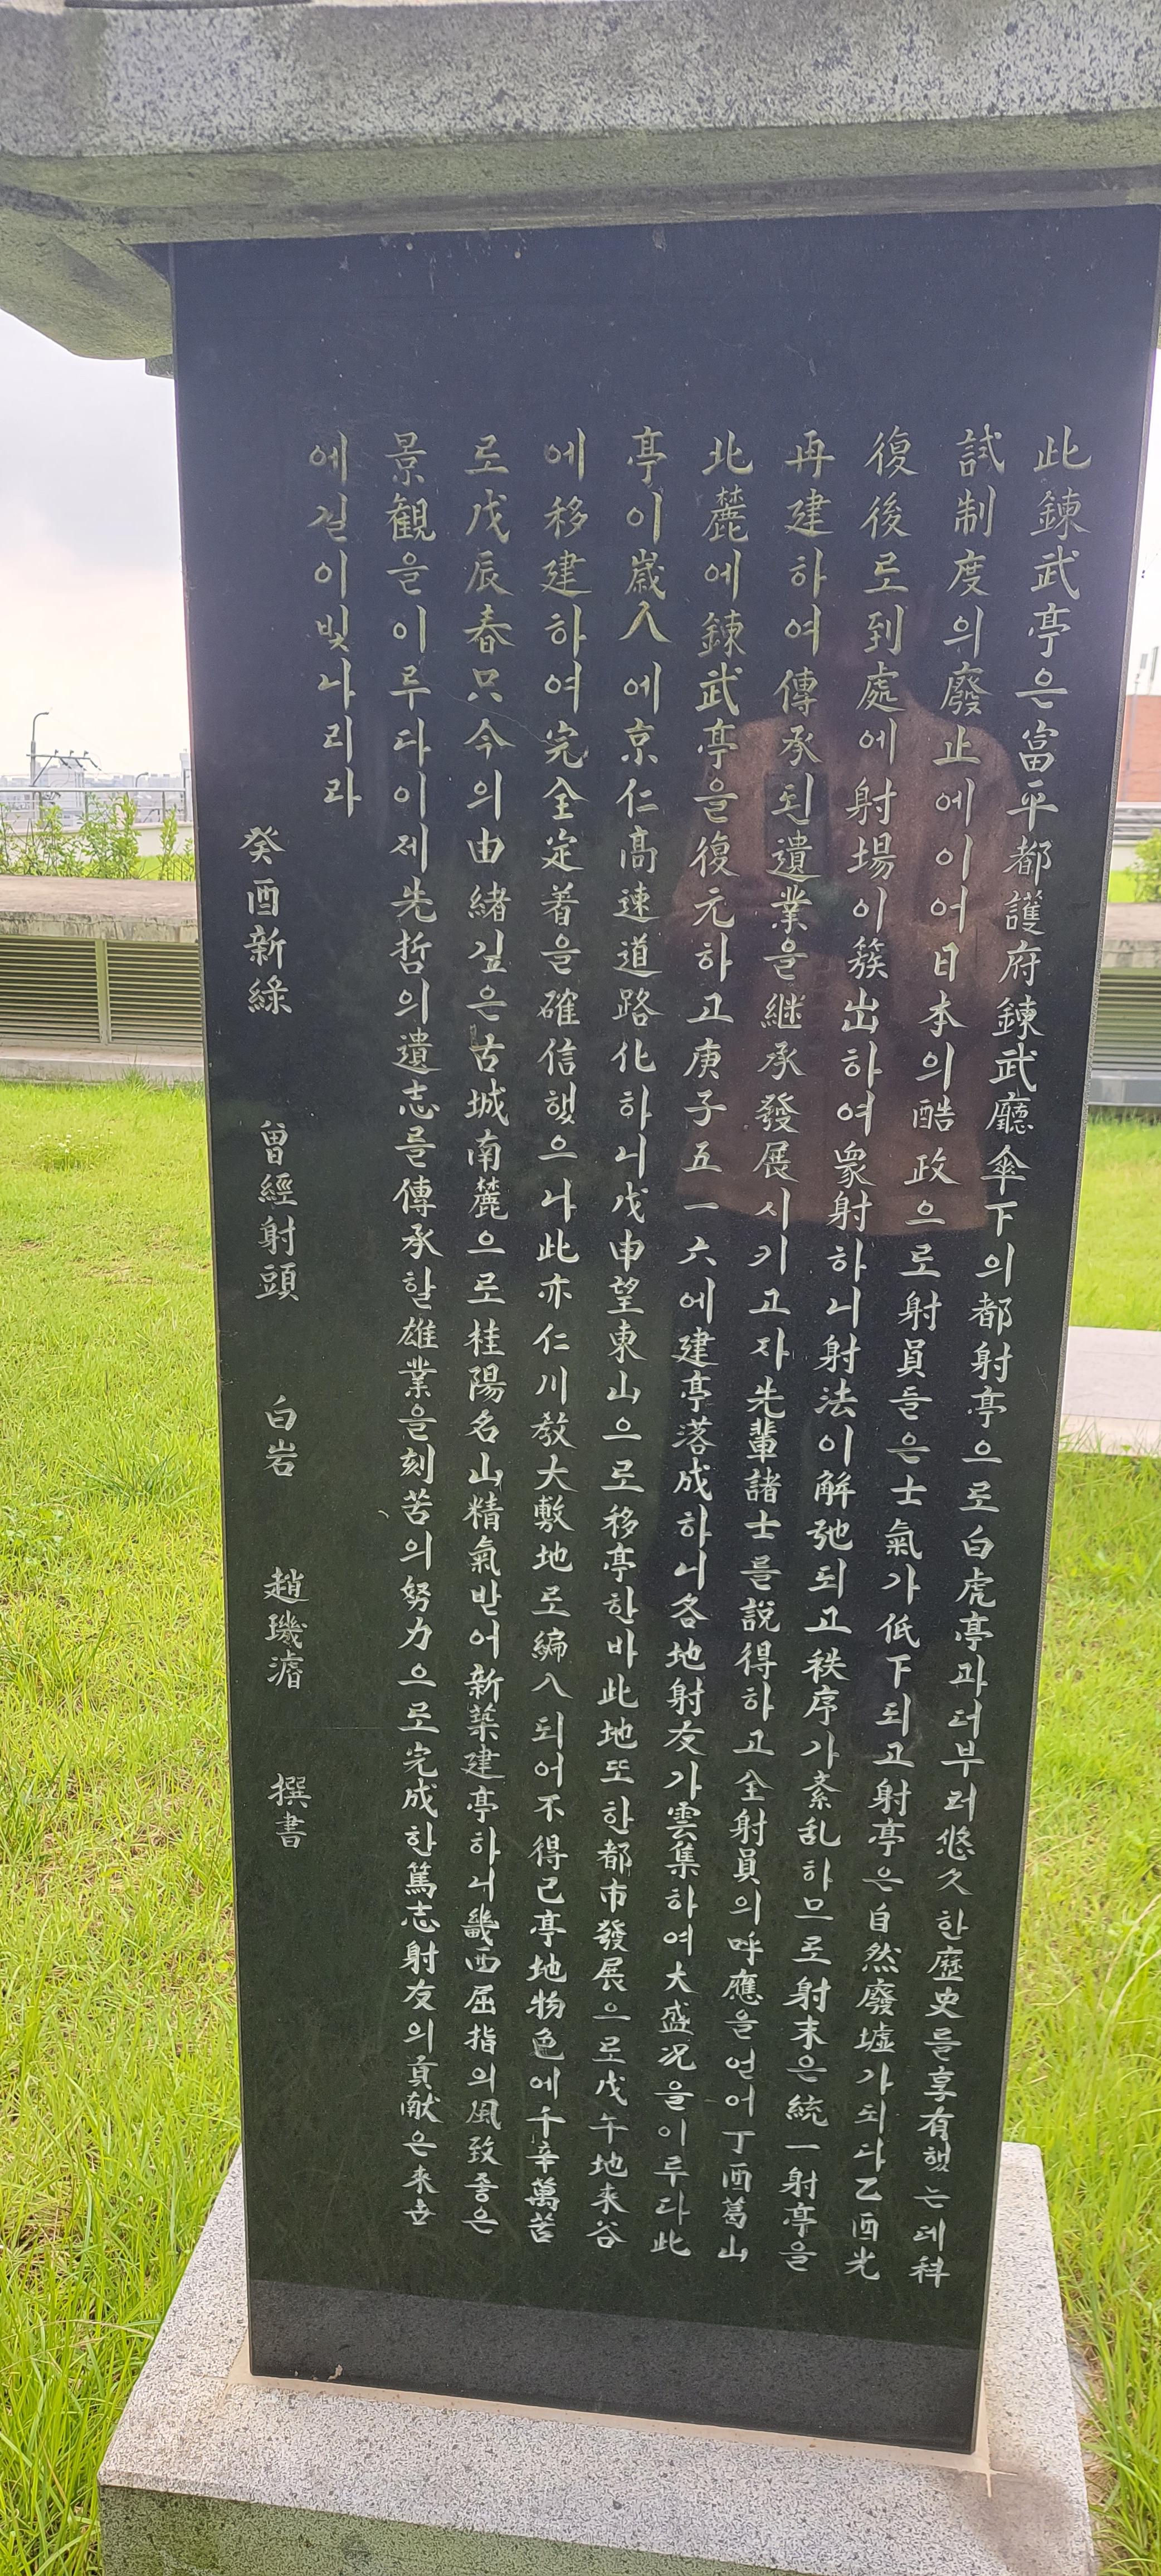 此鍊武亭은富平都護府鍊武廳傘下의都射亭으로白虎亭과더부러悠久한歷史를享有했는데科
試制度의廢止에이어日本의酷政으로射員들은士氣가低下되고射亭은自然廢墟가되다乙酉光
復後로到處에射場이簇出하여衆射하니射法이解弛되고秩序가紊乱하므로射末은統一射亭을
再建하여傳承된遺業을継承發展시키고자先輩諸士를説得하고全射員의呼應을얻어丁酉葛山
北麓에鍊武亭을復元하고庚子五一六에建亭落成하니各地射友가雲集하여大盛况을이루다此
亭이歲入에京仁高速道路化하니戊申望東山으로移亭한바此地또한都市發展으로戊午地来谷
에移建하여完全定着을確信했으나此亦仁川敎大敷地로編入되어不得已亭地物色에千辛萬苦
로戊辰春只今의由緖깊은古城南麓으로桂陽名山精氣받어新築建亭하니畿西屈指의風致좋은
景観을이루다이제先哲의遺志를傳承할雄業을刻苦의努力으로完成한篤志射友의貢献은来世
에길이빛나리라
癸酉新綠 曾經射頭 白岩 趙璣濬 撰書